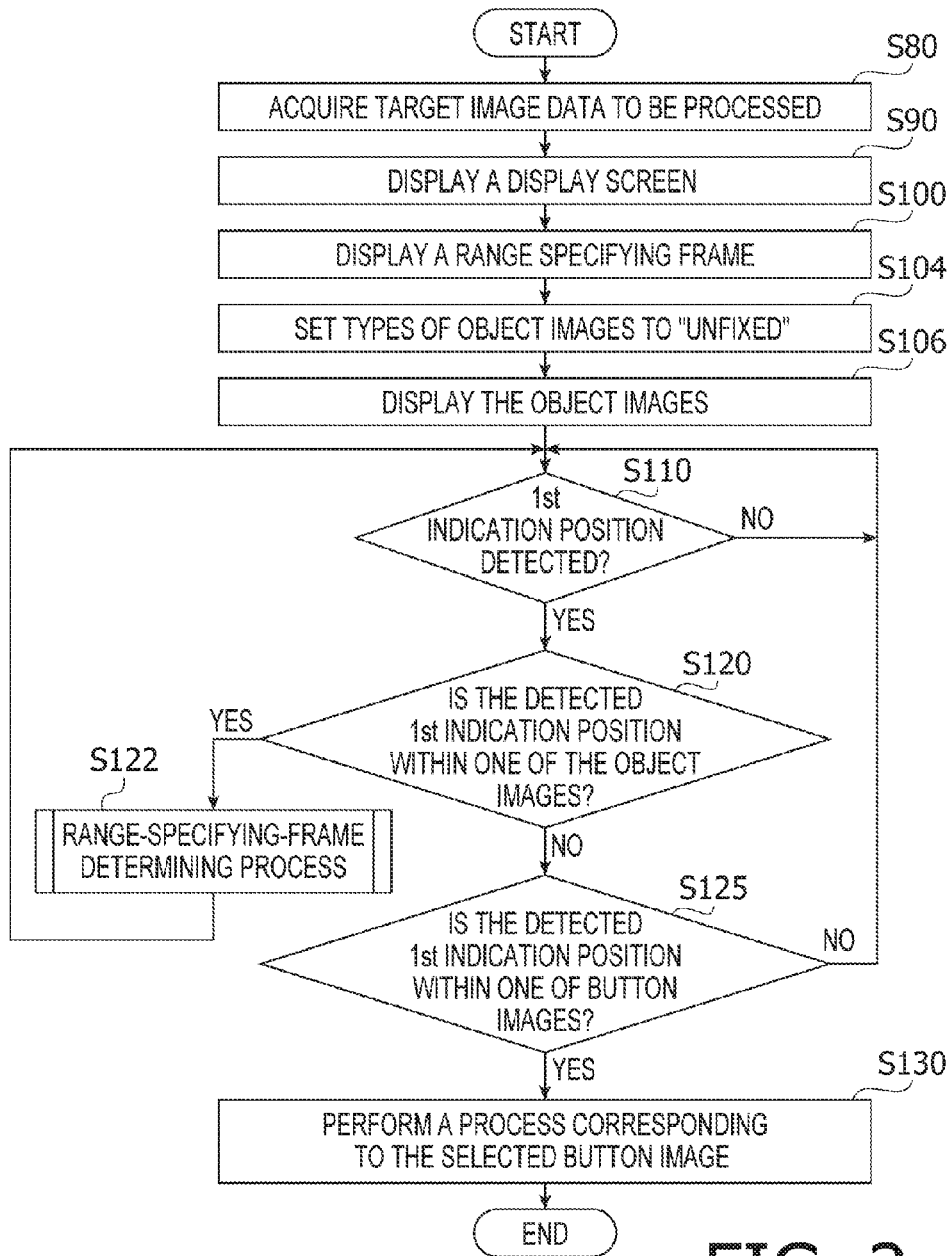 START
S80
ACQUIRE TARGET IMAGE DATA TO BE PROCESSED
S90
DISPLAY A DISPLAY SCREEN
S100
DISPLAY A RANGE SPECIFYING FRAME
S104
SET TYPES OF OBJECT IMAGES TO "UNFIXED"
S106
DISPLAY THE OBJECT IMAGES
S110
1st
INDICATION POSITION
DETECTED?
NO
YES
S120
IS THE DETECTED
1st INDICATION POSITION
WITHIN ONE OF THE OBJECT
IMAGES?
YES
S122
RANGE-SPECIFYING-FRAME
DETERMINING PROCESS
NO
S125
IS THE DETECTED
1st INDICATION POSITION
WITHIN ONE OF BUTTON
IMAGES?
NO
YES
S130
PERFORM A PROCESS CORRESPONDING
TO THE SELECTED BUTTON IMAGE
END